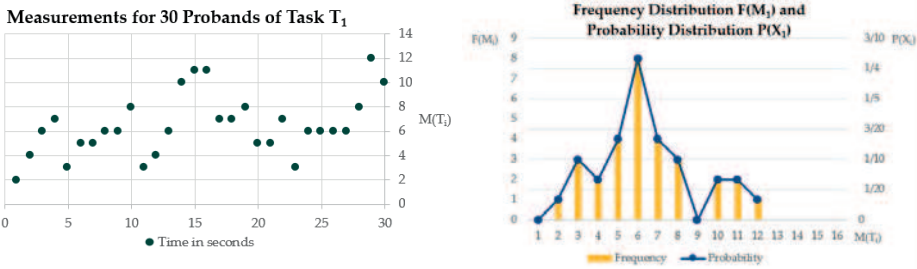 Measurements for 30 Probands of Task T1
14
12
10
8
6
4
2
0
M(Ti)
0 5 10 15 20 25 30
Time in seconds
Frequency Distribution F(M1) and
Probability Distribution P(X1)
F(Mi)
9
8
7
6
5
4
3
2
1
0
3/10 P(Xi)
1/4
1/5
3/20
1/10
1/20
0
1 2 3 4 5 6 7 8 9 10 11 12 13 14 15 16 M(Ti)
Frequency Probability